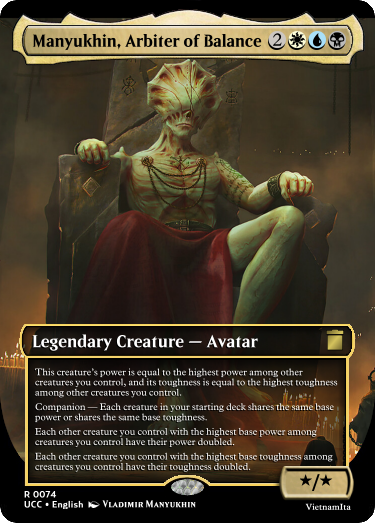 Manyukhin, Arbiter of Balance 2
Legendary Creature — Avatar
This creature's power is equal to the highest power among other
creatures you control, and its toughness is equal to the highest toughness
among other creatures you control.
Companion — Each creature in your starting deck shares the same base
power or shares the same base toughness.
Each other creature you control with the highest base power among
creatures you control have their power doubled.
Each other creature you control with the highest base toughness among
creatures you control have their toughness doubled.
★/★
R 0074
UCC • English Vladimir Manyukhin
VietnamIta